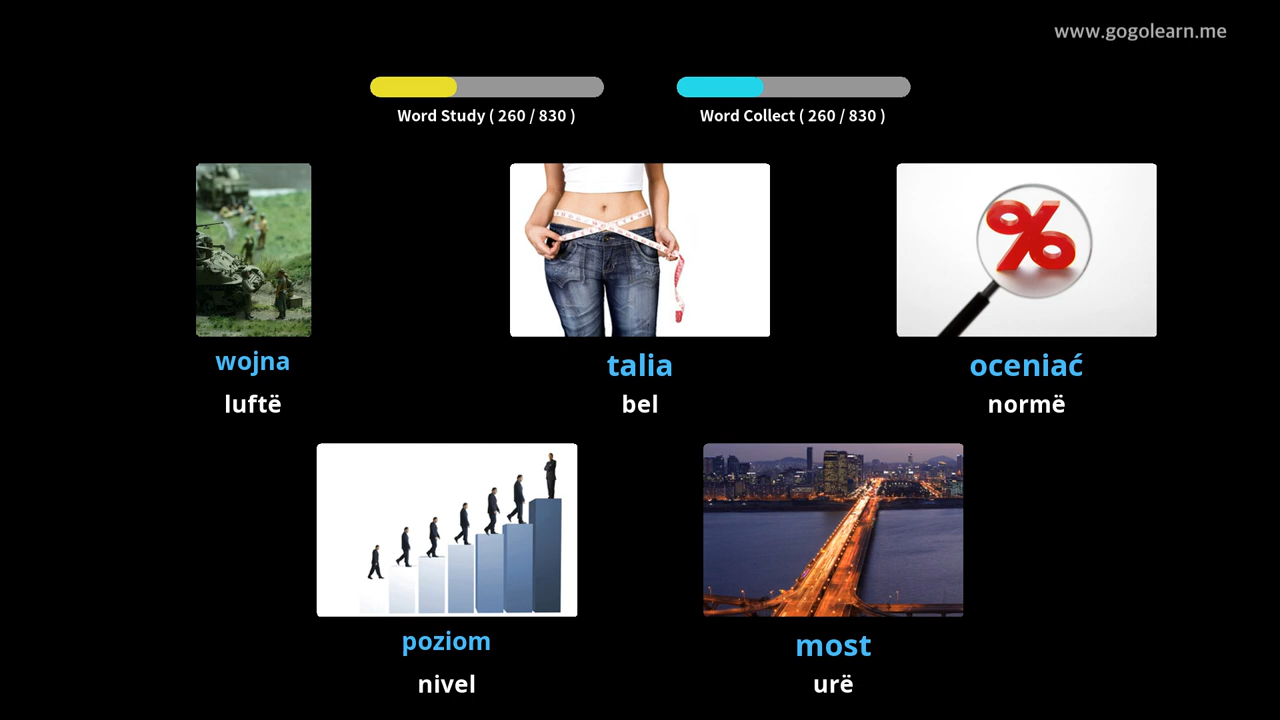 www.gogolearn.me
Word Study ( 260 / 830 )
Word Collect ( 260 / 830 )
wojna
luftë
talia
bel
oceniać
normë
poziom
nivel
most
urë